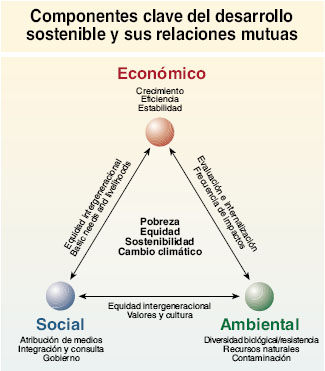 Componentes clave del desarrollo
sostenible y sus relaciones mutuas
Económico
Crecimiento
Eficiencia
Estabilidad
Equidad intergeneracional
Basic needs and livelihoods
Evaluación e internalización
Frecuencia de impactos
Pobreza
Equidad
Sostenibilidad
Cambio climático
Equidad intergeneracional
Valores y cultura
Social
Atribución de medios
Integración y consulta
Gobierno
Ambiental
Diversidad biológical/resistencia
Recursos naturales
Contaminación